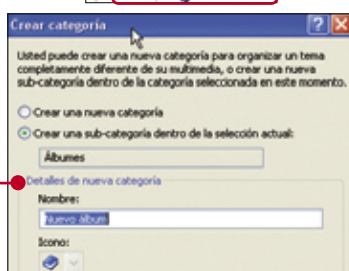 Crear categoría
Usted puede crear una nueva categoría para organizar un tema
completamente diferente de su multimedia, o crear una nueva
sub-categoría dentro de la categoría seleccionada en este momento.
Crear una nueva categoría
Crear una sub-categoría dentro de la selección actual:
Álbumes
Detalles de nueva categoría
Nombre:
Nuevo álbum
Icono: